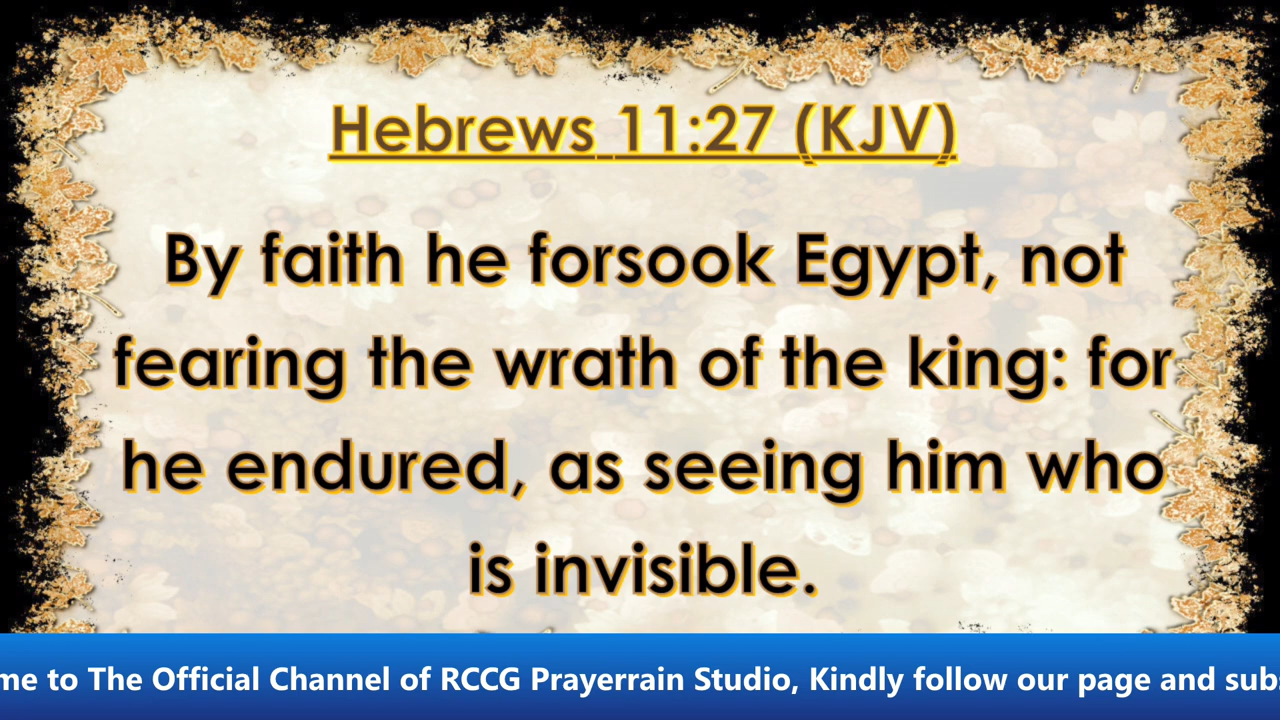 Hebrews 11:27 (KJV)
By faith he forsook Egypt, not
fearing the wrath of the king: for
he endured, as seeing him who
is invisible.
me to The Official Channel of RCCG Prayerrain Studio, Kindly follow our page and subs